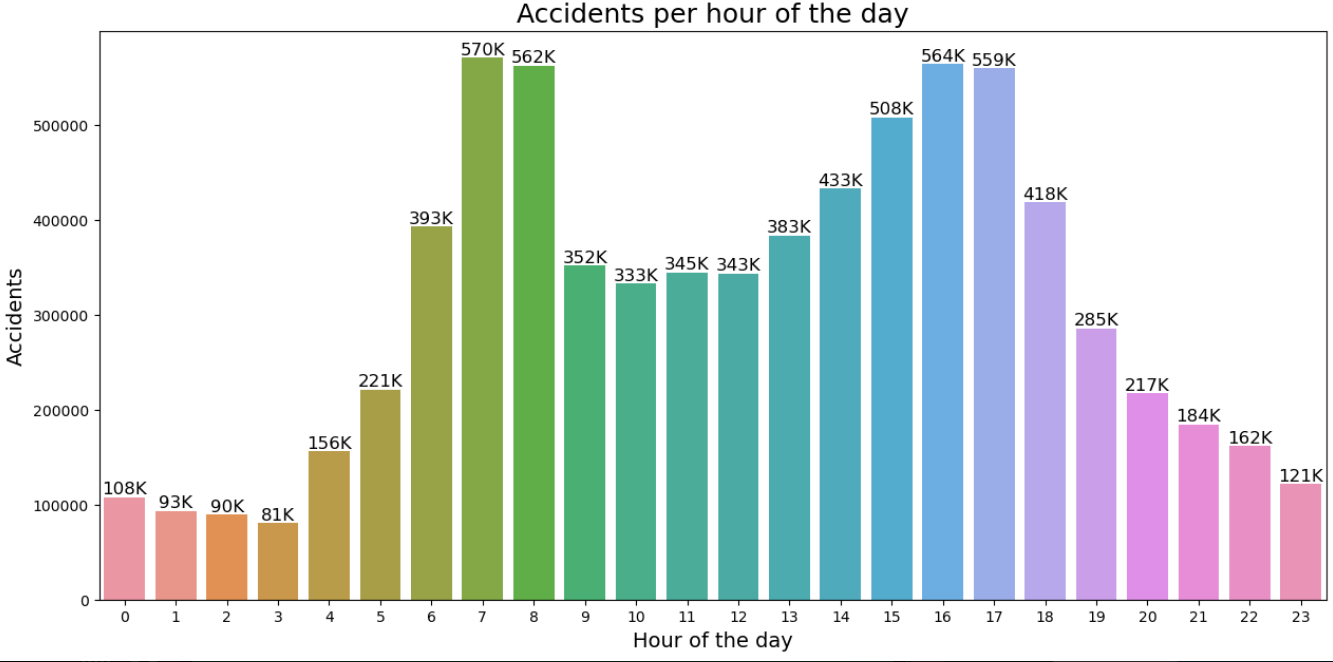 Accidents per hour of the day
Accidents
500000
400000
300000
200000
100000
0
108K
93K
90K
81K
156K
221K
393K
570K
562K
352K
333K
345K
343K
383K
433K
508K
564K
559K
418K
285K
217K
184K
162K
121K
0 1 2 3 4 5 6 7 8 9 10 11 12 13 14 15 16 17 18 19 20 21 22 23
Hour of the day